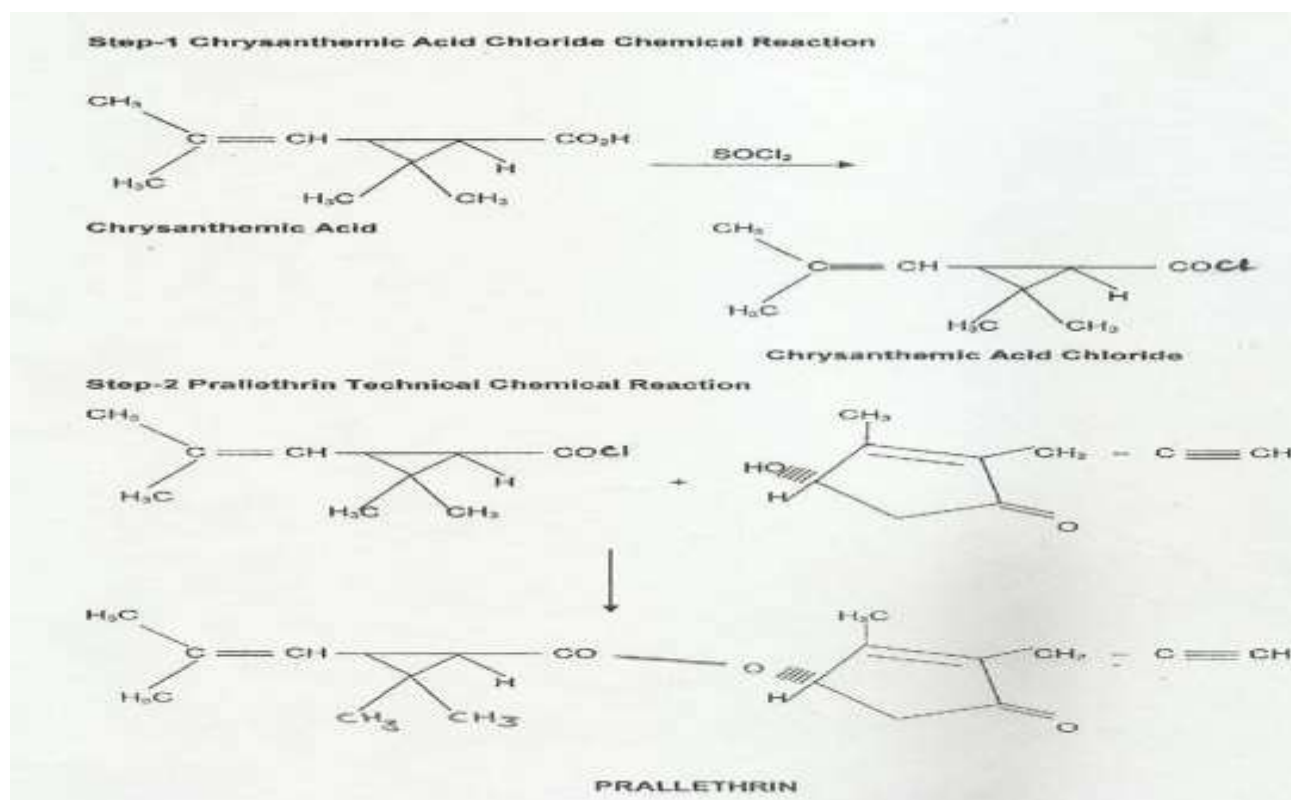 Step-1 Chrysanthemic Acid Chloride Chemical Reaction
CH₃
C CH CO₂H
H
H₃C H₃C CH₃
SOCl₂
Chrysanthemic Acid
CH₃
C CH COCl
H
H₃C H₃C CH₃
Chrysanthemic Acid Chloride
Step-2 Prallethrin Technical Chemical Reaction
CH₃ CH₃
C CH COCl + HO CH₂ – C CH
H H
H₃C H₃C CH₃ O
H₃C H₃C
C CH CO O CH₂ – C CH
H H
H₃C CH₃ CH₃ O
PRALLETHRIN